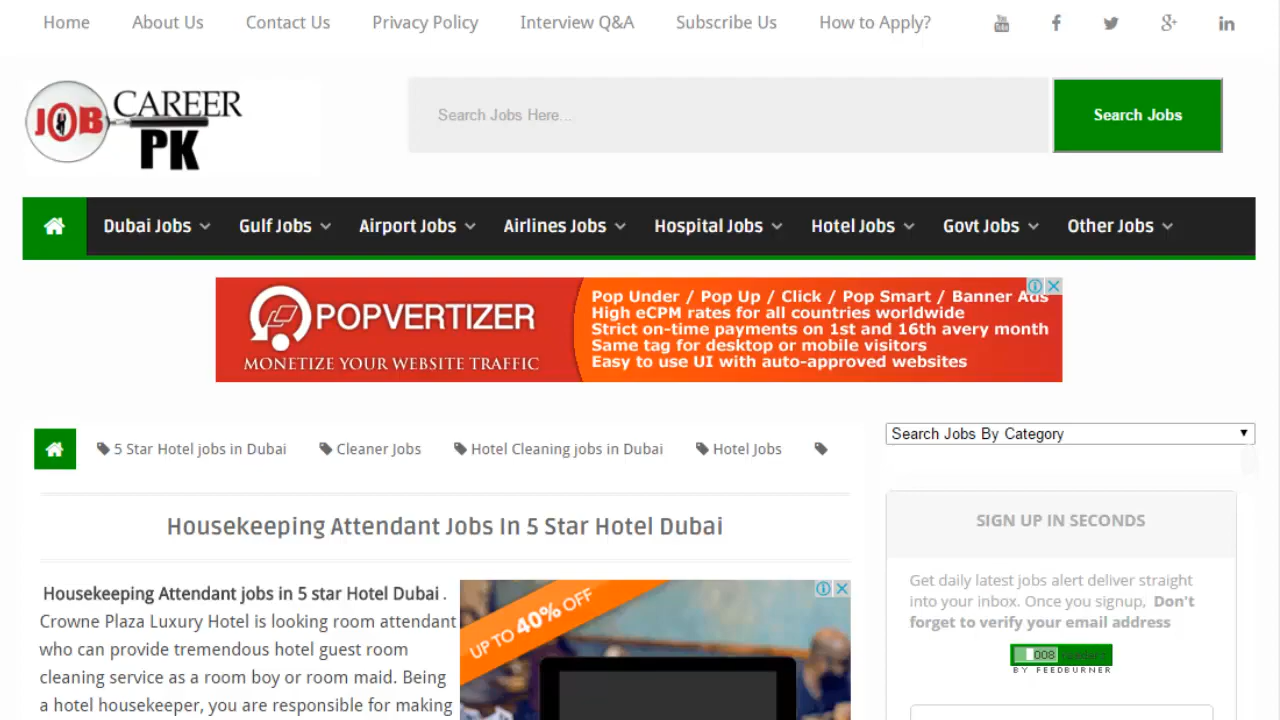 Home About Us Contact Us Privacy Policy Interview Q&A Subscribe Us How to Apply?
JOB CAREER PK
Search Jobs Here...
Search Jobs
Dubai Jobs Gulf Jobs Airport Jobs Airlines Jobs Hospital Jobs Hotel Jobs Govt Jobs Other Jobs
POPVERTIZER
MONETIZE YOUR WEBSITE TRAFFIC
Pop Under / Pop Up / Click / Pop Smart / Banner Ads
High eCPM rates for all countries worldwide
Strict on-time payments on 1st and 16th avery month
Same tag for desktop or mobile visitors
Easy to use UI with auto-approved websites
5 Star Hotel jobs in Dubai Cleaner Jobs Hotel Cleaning jobs in Dubai Hotel Jobs
Housekeeping Attendant Jobs In 5 Star Hotel Dubai
Housekeeping Attendant jobs in 5 star Hotel Dubai .
Crowne Plaza Luxury Hotel is looking room attendant
who can provide tremendous hotel guest room
cleaning service as a room boy or room maid. Being
a hotel housekeeper, you are responsible for making
UP TO 40% OFF
Search Jobs By Category
SIGN UP IN SECONDS
Get daily latest jobs alert deliver straight
into your inbox. Once you signup, Don't
forget to verify your email address
008
BY FEEDBURNER